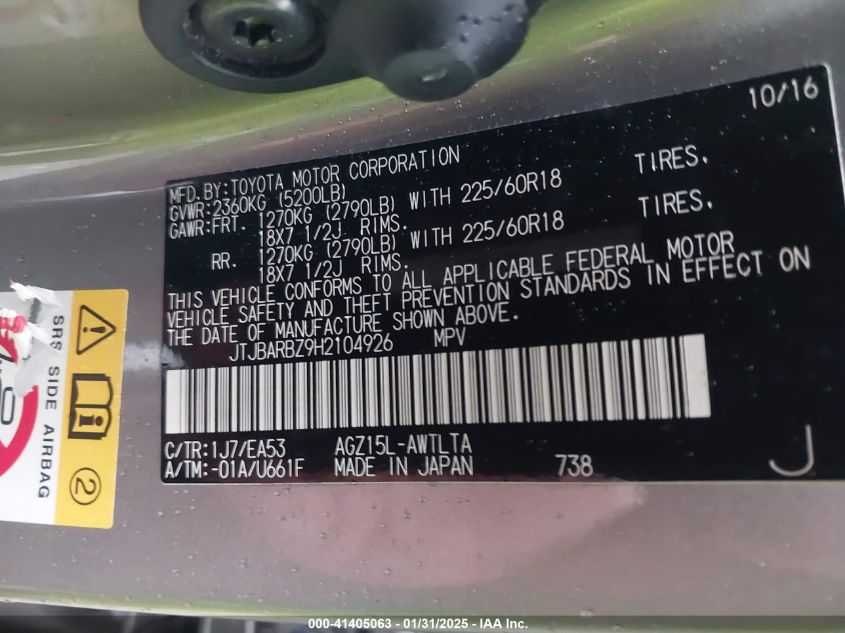 10/16
MFD.BY:TOYOTA MOTOR CORPORATION
GVWR:2360KG (5200LB)
GAWR:FRT. 1270KG (2790LB) WITH 225/60R18 TIRES.
18X7 1/2J RIMS.
RR. 1270KG (2790LB) WITH 225/60R18 TIRES.
18X7 1/2J RIMS.
THIS VEHICLE CONFORMS TO ALL APPLICABLE FEDERAL MOTOR
VEHICLE SAFETY AND THEFT PREVENTION STANDARDS IN EFFECT ON
THE DATE OF MANUFACTURE SHOWN ABOVE.
JTJBARBZ9H2104926 MPV
C/TR:1J7/EA53 AGZ15L-AWTLTA
A/TM:-01A/U661F MADE IN JAPAN 738 J
SRS SIDE AIRBAG
2
000-41405063 - 01/31/2025 - IAA Inc.